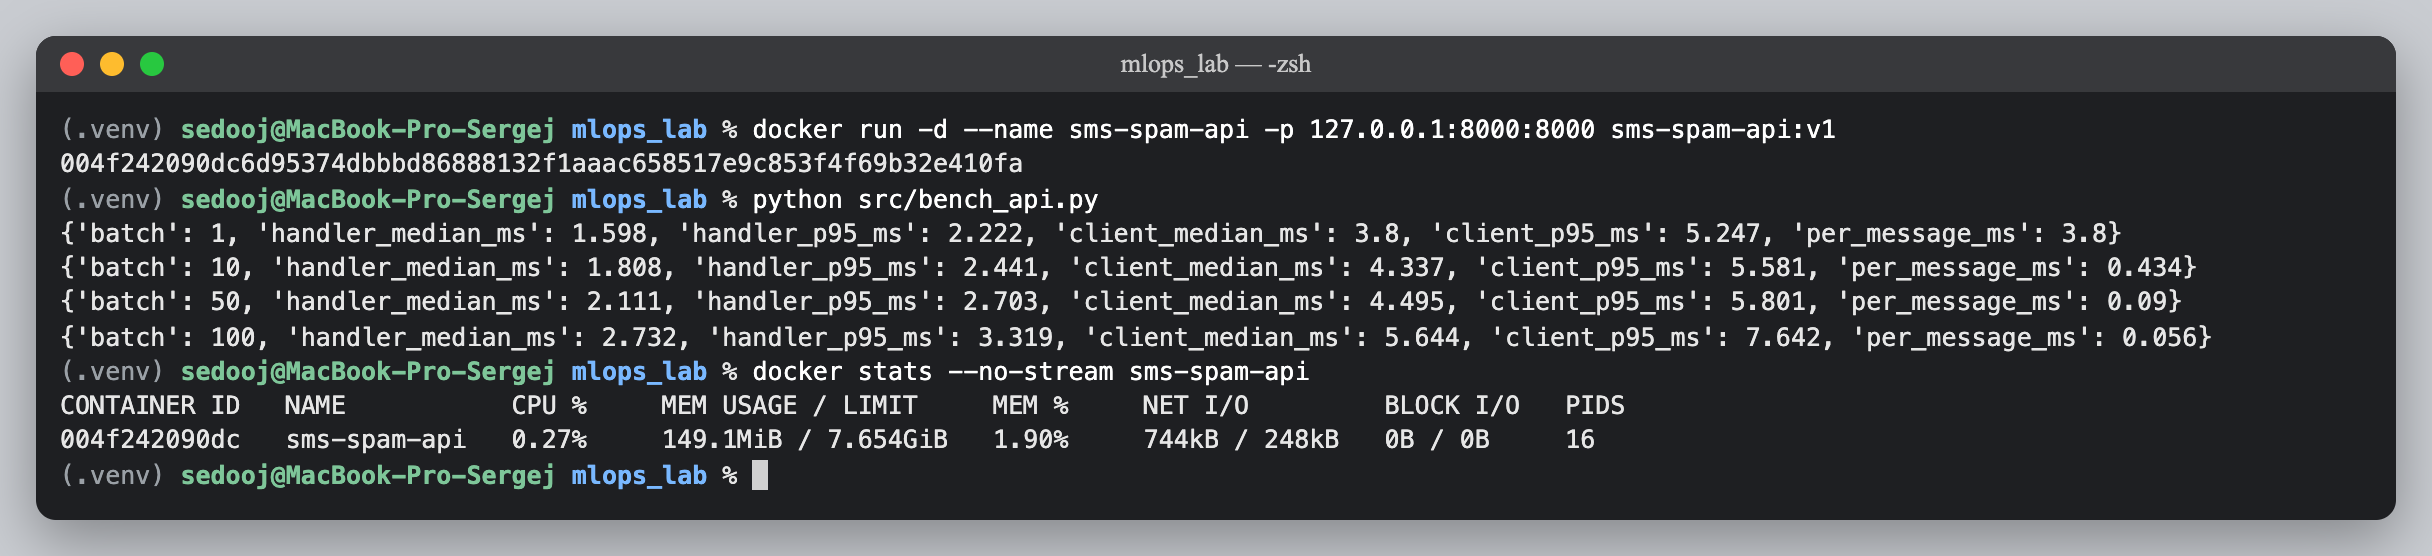 mlops_lab — -zsh
(.venv) sedooj@MacBook-Pro-Sergej mlops_lab % docker run -d --name sms-spam-api -p 127.0.0.1:8000:8000 sms-spam-api:v1
004f242090dc6d95374dbbbd86888132f1aaac658517e9c853f4f69b32e410fa
(.venv) sedooj@MacBook-Pro-Sergej mlops_lab % python src/bench_api.py
{'batch': 1, 'handler_median_ms': 1.598, 'handler_p95_ms': 2.222, 'client_median_ms': 3.8, 'client_p95_ms': 5.247, 'per_message_ms': 3.8}
{'batch': 10, 'handler_median_ms': 1.808, 'handler_p95_ms': 2.441, 'client_median_ms': 4.337, 'client_p95_ms': 5.581, 'per_message_ms': 0.434}
{'batch': 50, 'handler_median_ms': 2.111, 'handler_p95_ms': 2.703, 'client_median_ms': 4.495, 'client_p95_ms': 5.801, 'per_message_ms': 0.09}
{'batch': 100, 'handler_median_ms': 2.732, 'handler_p95_ms': 3.319, 'client_median_ms': 5.644, 'client_p95_ms': 7.642, 'per_message_ms': 0.056}
(.venv) sedooj@MacBook-Pro-Sergej mlops_lab % docker stats --no-stream sms-spam-api
CONTAINER ID   NAME           CPU %     MEM USAGE / LIMIT     MEM %     NET I/O         BLOCK I/O   PIDS
004f242090dc   sms-spam-api   0.27%     149.1MiB / 7.654GiB   1.90%     744kB / 248kB   0B / 0B     16
(.venv) sedooj@MacBook-Pro-Sergej mlops_lab %